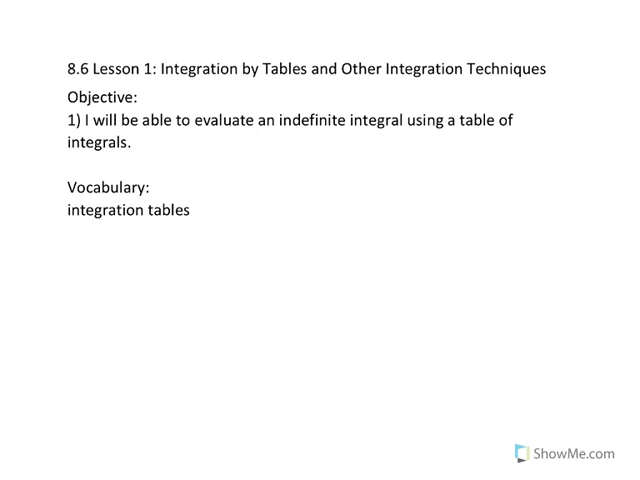 8.6 Lesson 1: Integration by Tables and Other Integration Techniques
Objective:
1) I will be able to evaluate an indefinite integral using a table of
integrals.
Vocabulary:
integration tables
ShowMe.com